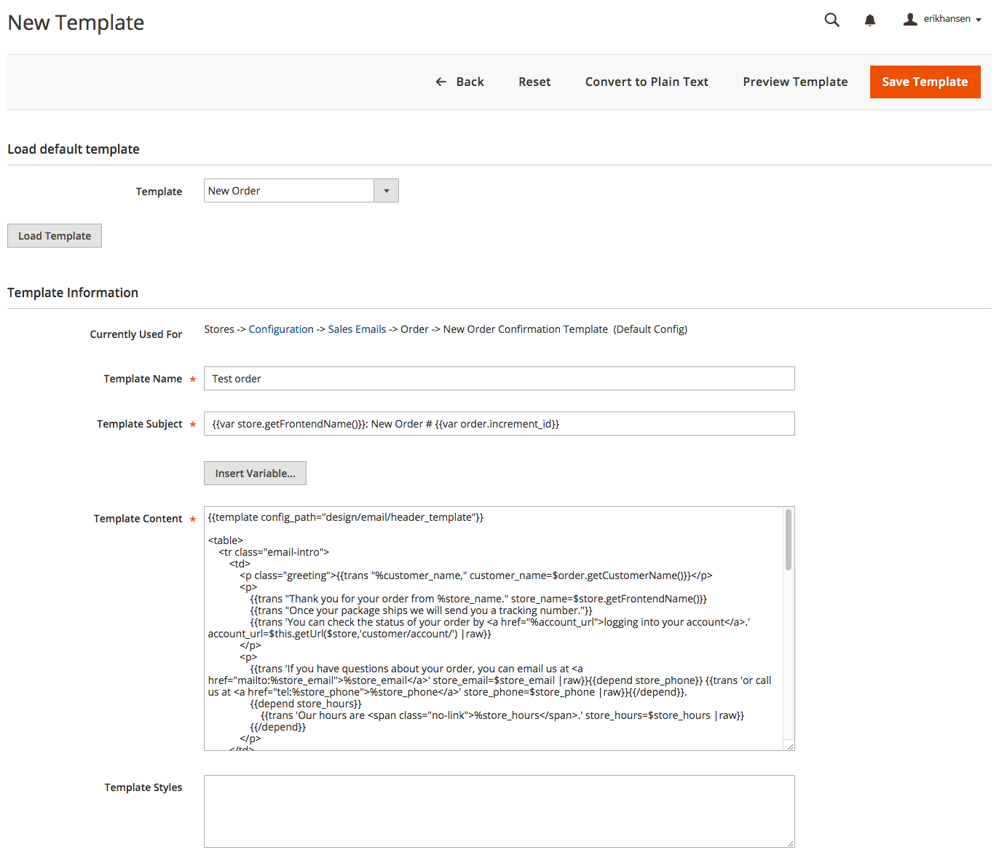 New Template
erikhansen
Back Reset Convert to Plain Text Preview Template Save Template
Load default template
Template New Order
Load Template
Template Information
Currently Used For Stores -> Configuration -> Sales Emails -> Order -> New Order Confirmation Template (Default Config)
Template Name * Test order
Template Subject * {{var store.getFrontendName()}}: New Order # {{var order.increment_id}}
Insert Variable...
Template Content * {{template config_path="design/email/header_template"}}
<table>
<tr class="email-intro">
<td>
<p class="greeting">{{trans "%customer_name," customer_name=$order.getCustomerName()}}</p>
<p>
{{trans "Thank you for your order from %store_name." store_name=$store.getFrontendName()}}
{{trans "Once your package ships we will send you a tracking number."}}
{{trans 'You can check the status of your order by <a href="%account_url">logging into your account</a>.'
account_url=$this.getUrl($store,'customer/account/') |raw}}
</p>
<p>
{{trans 'If you have questions about your order, you can email us at <a
href="mailto:%store_email">%store_email</a>' store_email=$store_email |raw}}{{depend store_phone}} {{trans 'or call
us at <a href="tel:%store_phone">%store_phone</a>' store_phone=$store_phone |raw}}{{/depend}}.
{{depend store_hours}}
{{trans 'Our hours are <span class="no-link">%store_hours</span>.' store_hours=$store_hours |raw}}
{{/depend}}
</p>
</td>
Template Styles